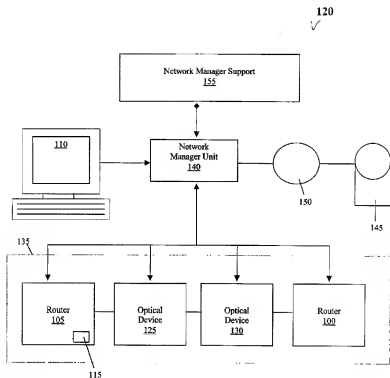 120
Network Manager Support
155
110
Network
Manager Unit
140
150
145
135
Router
105
Optical
Device
125
Optical
Device
130
Router
100
115